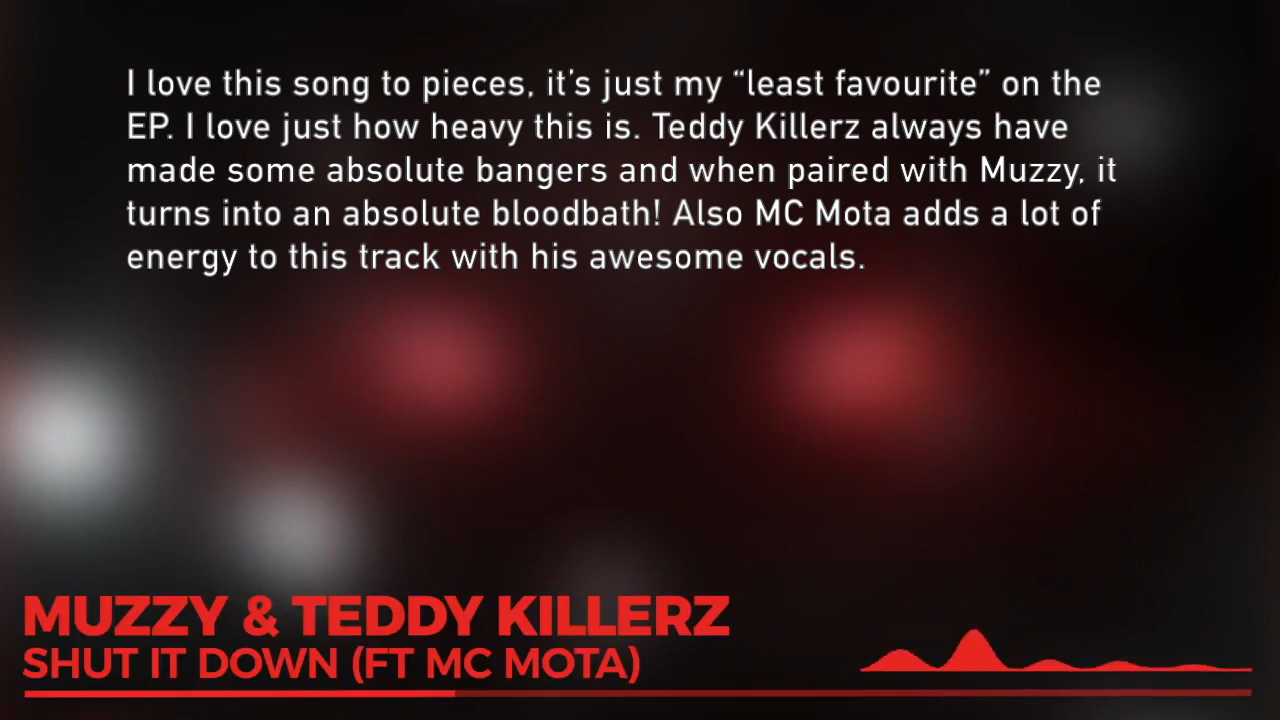 I love this song to pieces, it's just my “least favourite” on the
EP. I love just how heavy this is. Teddy Killerz always have
made some absolute bangers and when paired with Muzzy, it
turns into an absolute bloodbath! Also MC Mota adds a lot of
energy to this track with his awesome vocals.
MUZZY & TEDDY KILLERZ
SHUT IT DOWN (FT MC MOTA)